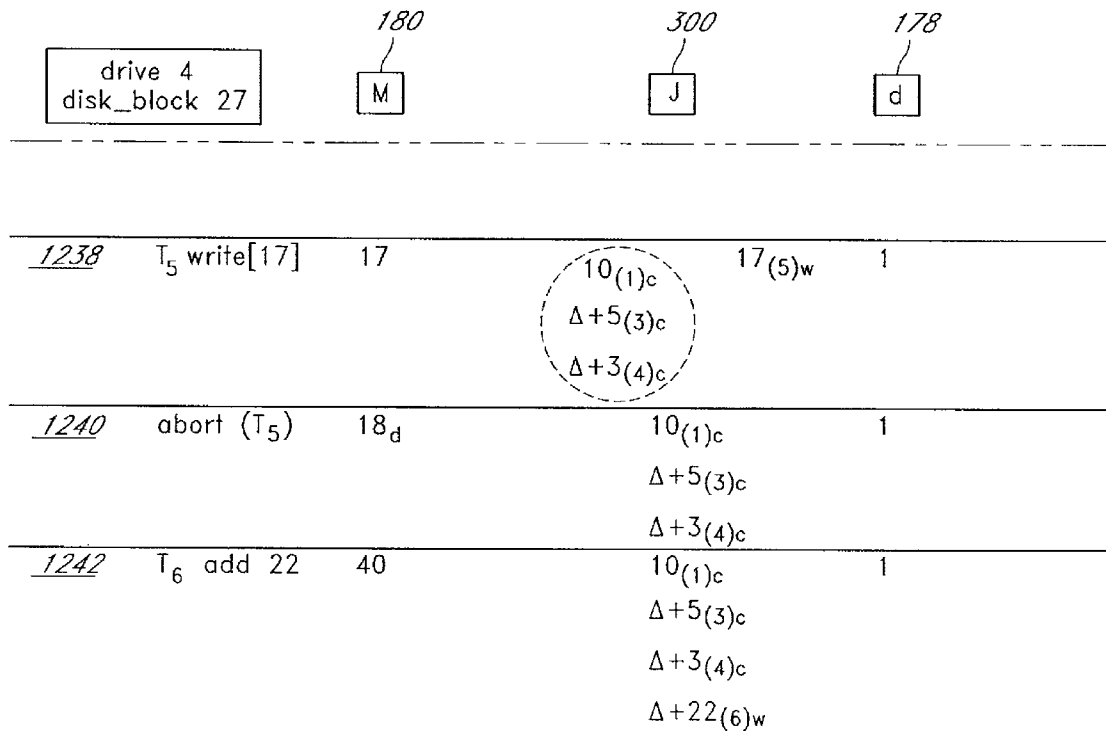 180 300 178
drive 4
disk_block 27
M J d
1238 T5 write[17] 17 10(1)c 17(5)w 1
Δ+5(3)c
Δ+3(4)c
1240 abort (T5) 18d 10(1)c 1
Δ+5(3)c
Δ+3(4)c
1242 T6 add 22 40 10(1)c 1
Δ+5(3)c
Δ+3(4)c
Δ+22(6)w